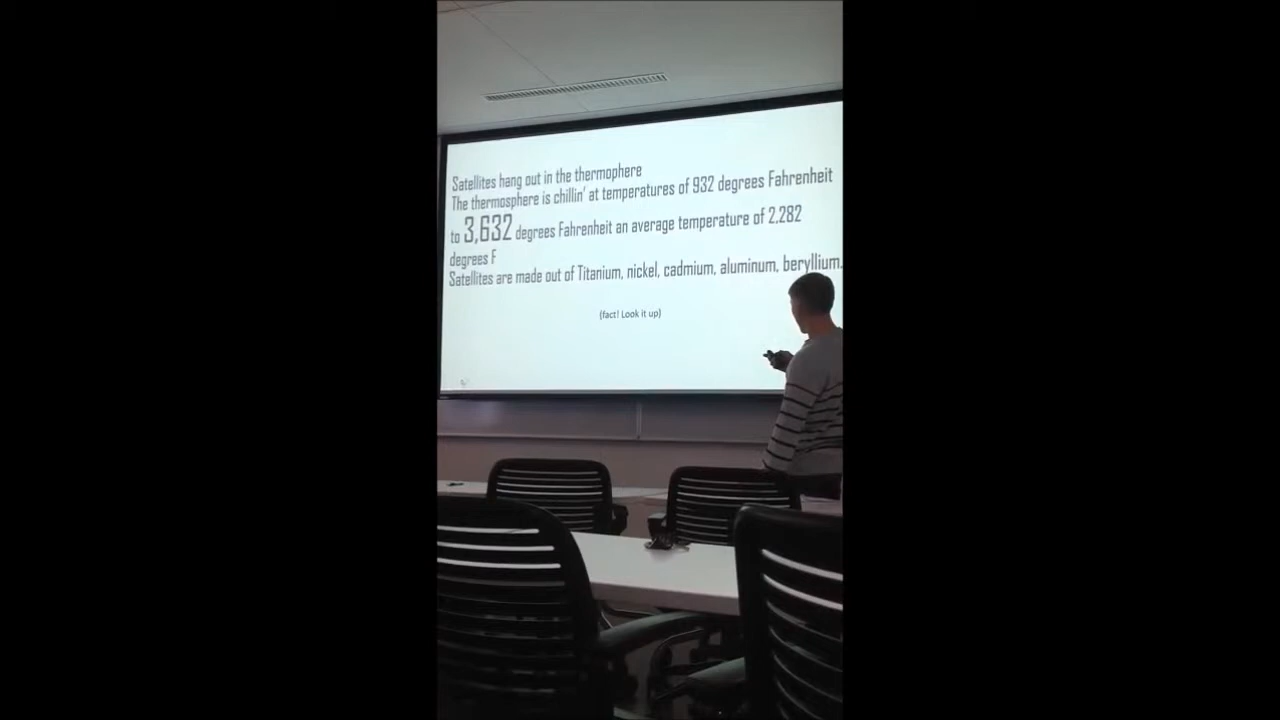 Satellites hang out in the thermophere
The thermosphere is chillin' at temperatures of 932 degrees Fahrenheit
to 3,632 degrees Fahrenheit an average temperature of 2,282
degrees F
Satellites are made out of Titanium, nickel, cadmium, aluminum, beryllium.
(fact! Look it up)